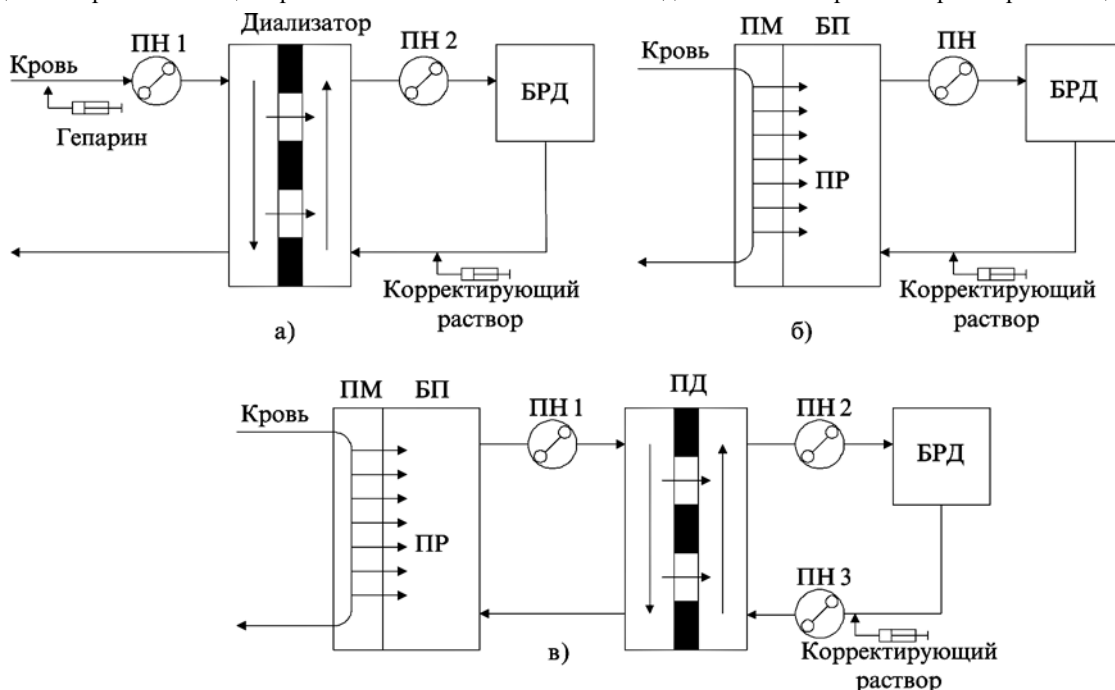 Диализатор
ПН 1
ПН 2
Кровь
БРД
Гепарин
Корректирующий
раствор
а)
ПМ БП
ПН
Кровь
БРД
ПР
Корректирующий
раствор
б)
ПМ БП
ПД
Кровь
ПН 1
ПН 2
БРД
ПР
ПН 3
Корректирующий
раствор
в)